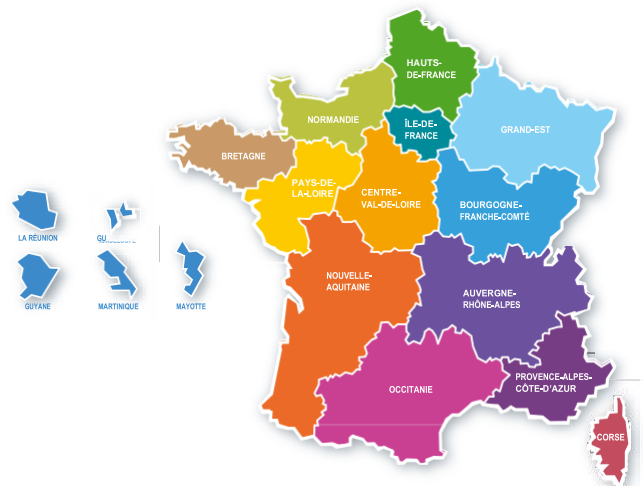 HAUTS-
DE-FRANCE
NORMANDIE
ÎLE-DE-
FRANCE
GRAND-EST
BRETAGNE
PAYS-DE-
LA-LOIRE
CENTRE-
VAL-DE-LOIRE
BOURGOGNE-
FRANCHE-COMTÉ
LA RÉUNION
NOUVELLE-
AQUITAINE
AUVERGNE-
RHÔNE-ALPES
GUYANE
MARTINIQUE
MAYOTTE
PROVENCE-ALPES-
CÔTE-D'AZUR
OCCITANIE
CORSE